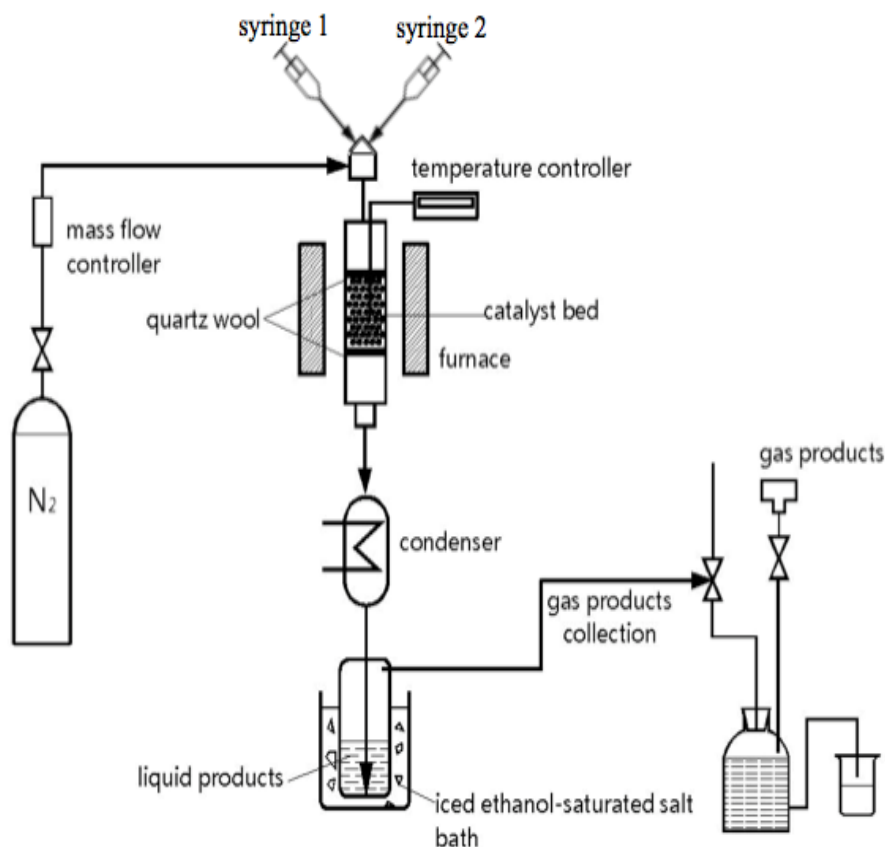 syringe 1
syringe 2
temperature controller
mass flow
controller
quartz wool
catalyst bed
furnace
N2
gas products
condenser
gas products
collection
liquid products
iced ethanol-saturated salt
bath